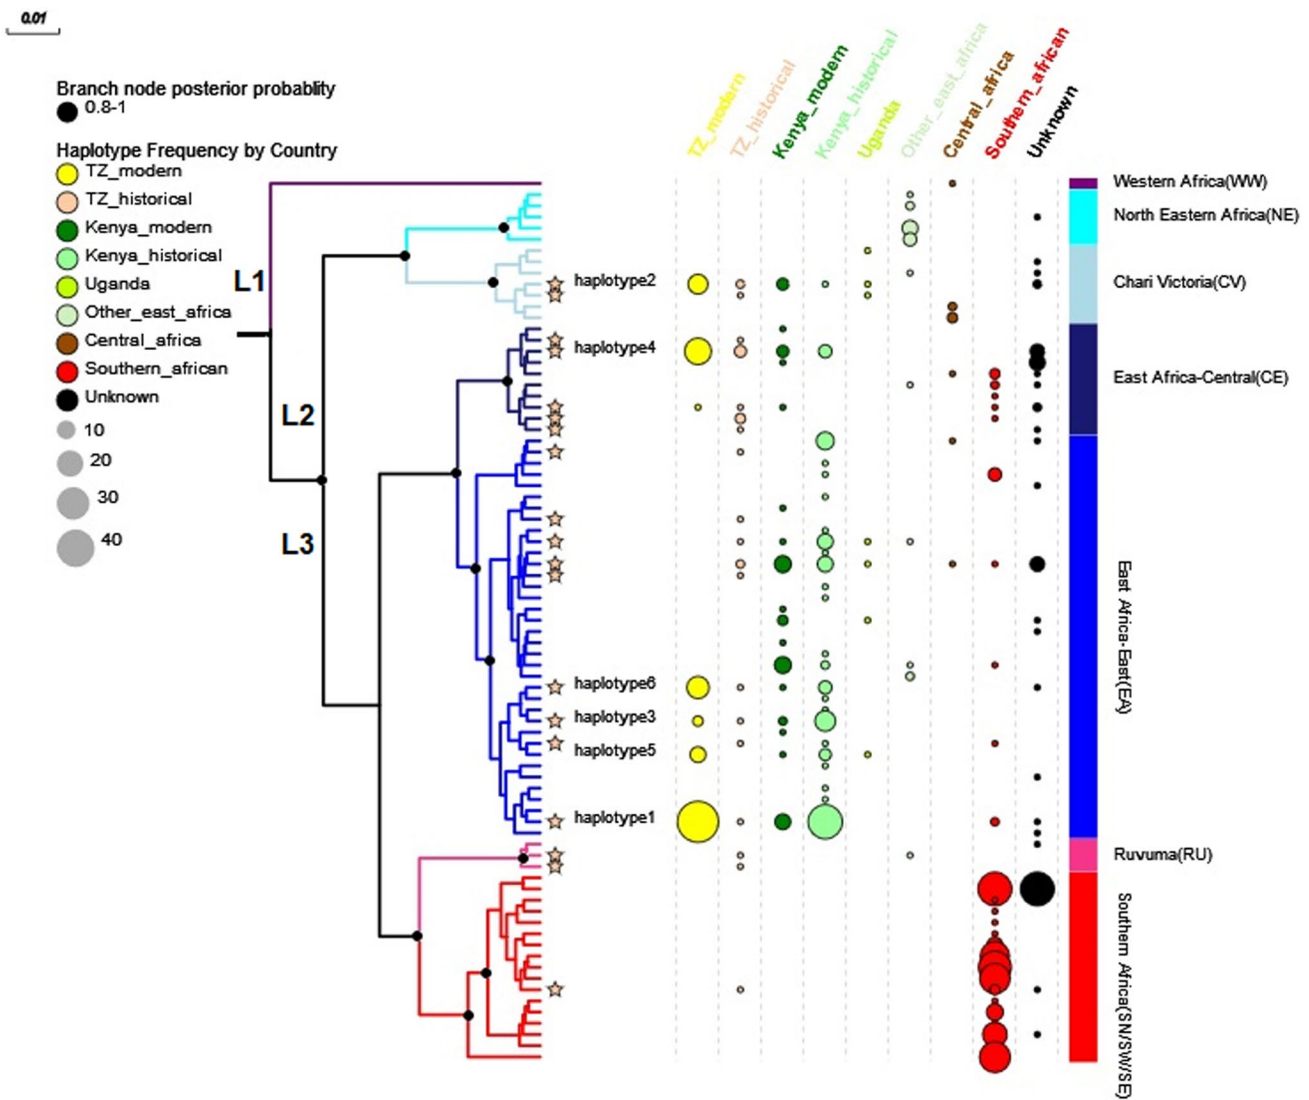 0.01
Branch node posterior probablity
0.8-1
Haplotype Frequency by Country
TZ_modern
TZ_historical
Kenya_modern
Kenya_historical
Uganda
Other_east_africa
Central_africa
Southern_african
Unknown
10
20
30
40
L1
L2
L3
haplotype2
haplotype4
haplotype6
haplotype3
haplotype5
haplotype1
TZ_modern
TZ_historical
Kenya_modern
Kenya_historical
Uganda
Other_east_africa
Central_africa
Southern_african
Unknown
Western Africa(WW)
North Eastern Africa(NE)
Chari Victoria(CV)
East Africa-Central(CE)
East Africa-East(EA)
Ruvuma(RU)
Southern Africa(SN/SW/SE)